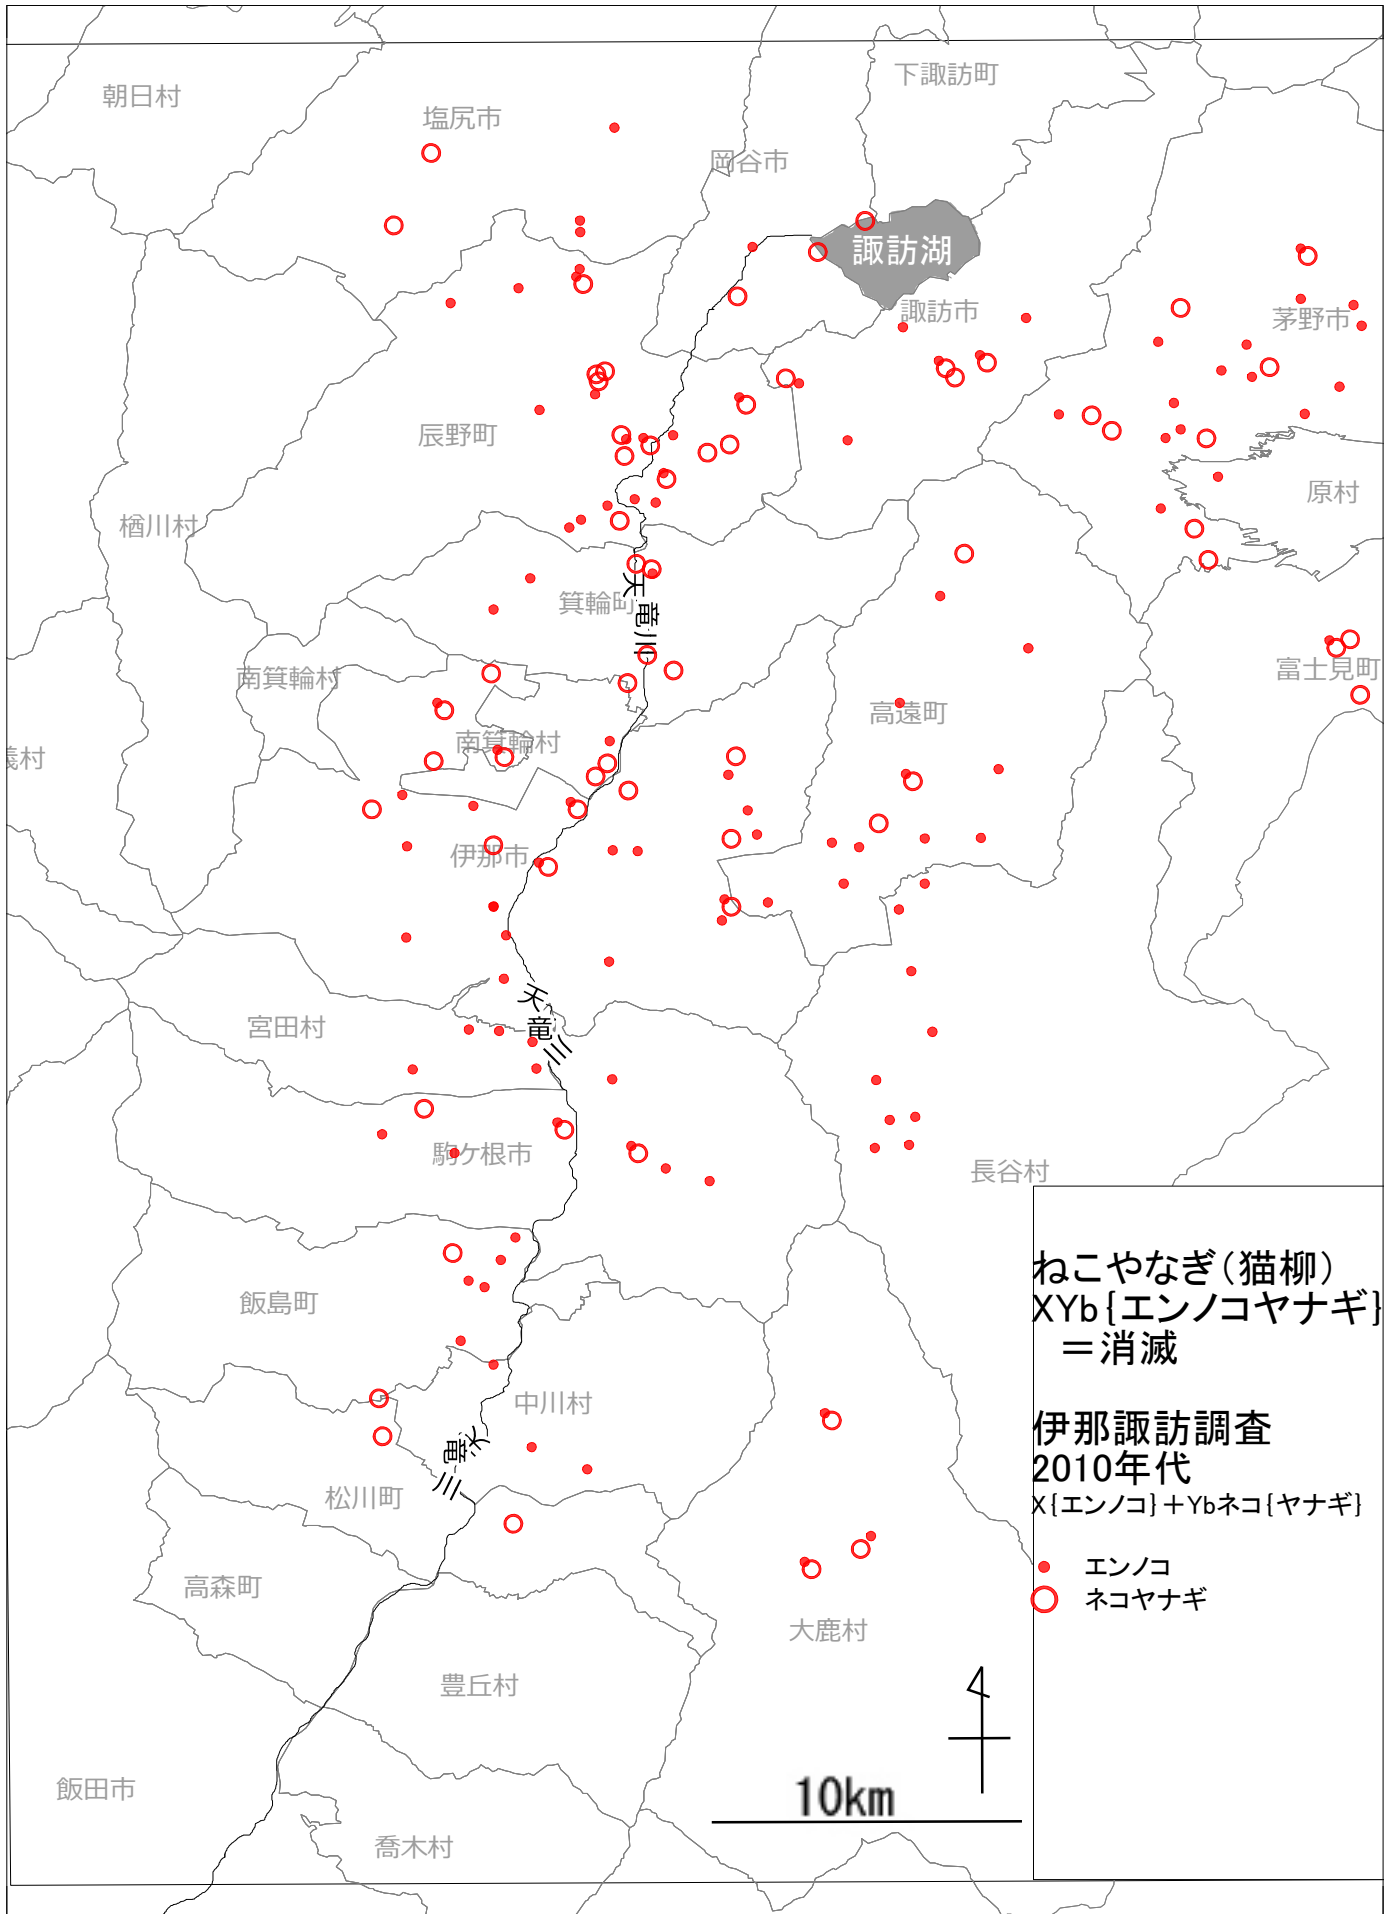 下諏訪町
朝日村
塩尻市
岡谷市
諏訪湖
諏訪市
茅野市
辰野町
原村
楢川村
箕輪町
天竜川
南箕輪村
富士見町
高遠町
南箕輪村
村
伊那市
天竜川
宮田村
駒ケ根市
長谷村
飯島町
中川村
天竜川
松川町
高森町
大鹿村
豊丘村
飯田市
喬木村
ねこやなぎ（猫柳）
XYb{エンノコヤナギ}
＝消滅
伊那諏訪調査
2010年代
X{エンノコ}＋Ybネコ{ヤナギ}
エンノコ
ネコヤナギ
10km